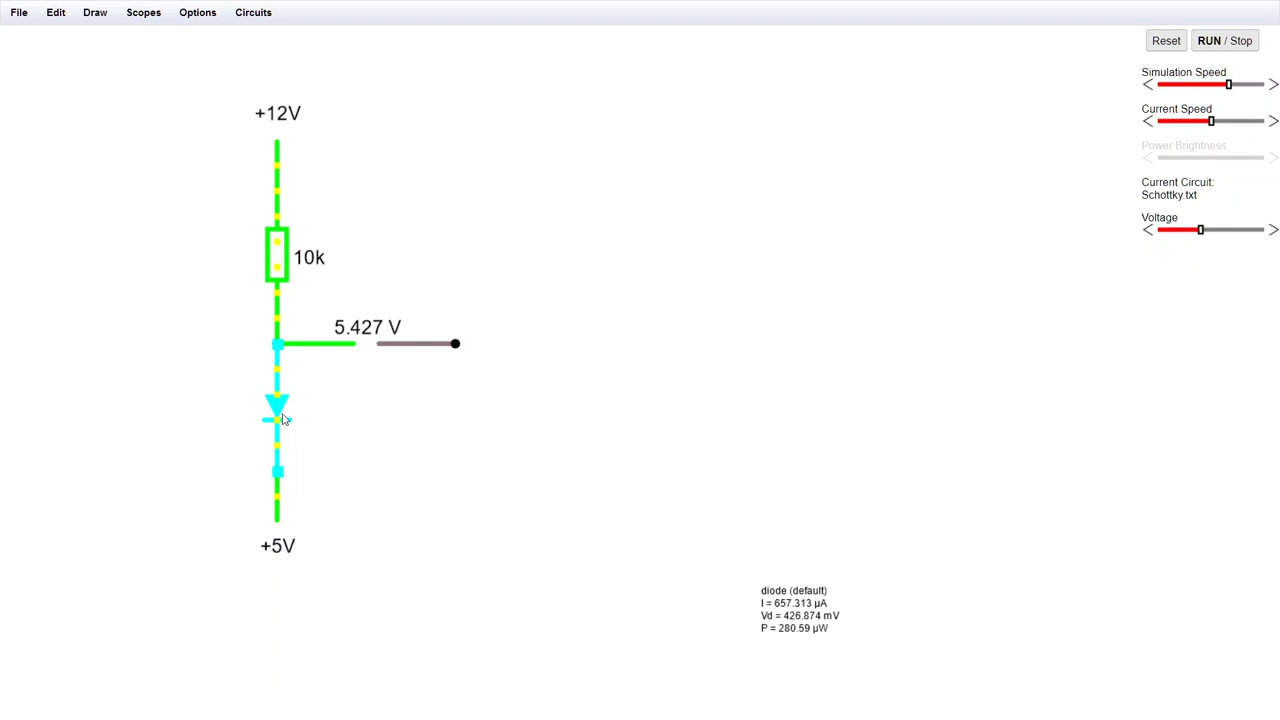 File Edit Draw Scopes Options Circuits
Reset RUN / Stop
Simulation Speed
Current Speed
Power Brightness
Current Circuit:
Schottky.txt
Voltage
+12V
10k
5.427 V
+5V
diode (default)
I = 657.313 µA
Vd = 426.874 mV
P = 280.59 µW